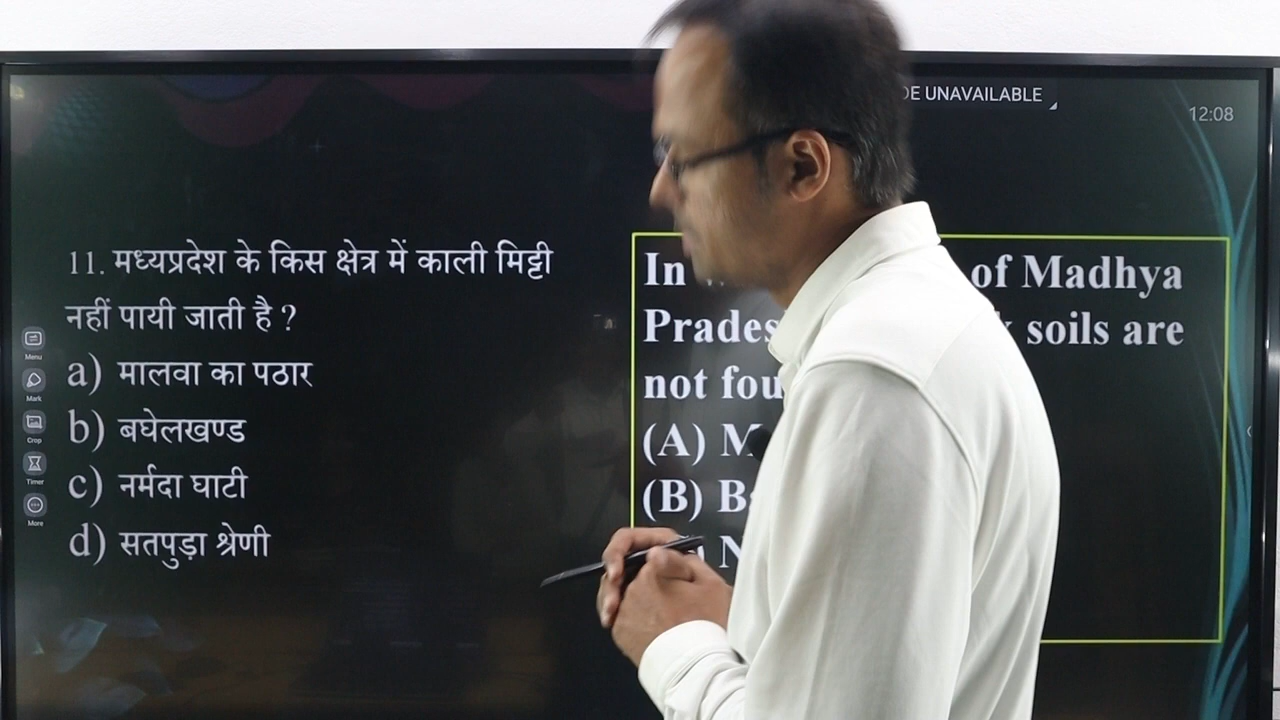 DE UNAVAILABLE
12:08
11. मध्यप्रदेश के किस क्षेत्र में काली मिट्टी
नहीं पायी जाती है ?
a) मालवा का पठार
b) बघेलखण्ड
c) नर्मदा घाटी
d) सतपुड़ा श्रेणी
Menu
Mark
Crop
Timer
More
In of Madhya
Prades soils are
not fou
(A) M
(B) B
N